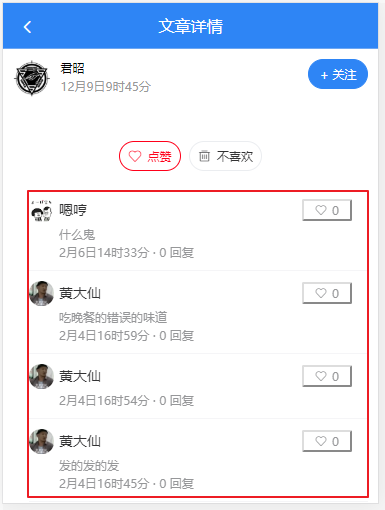 文章详情
君昭
12月9日9时45分
+ 关注
点赞
不喜欢
嗯哼
0
什么鬼
2月6日14时33分 · 0 回复
黄大仙
0
吃晚餐的错误的味道
2月4日16时59分 · 0 回复
黄大仙
0
2月4日16时54分 · 0 回复
黄大仙
0
发的发的发
2月4日16时45分 · 0 回复